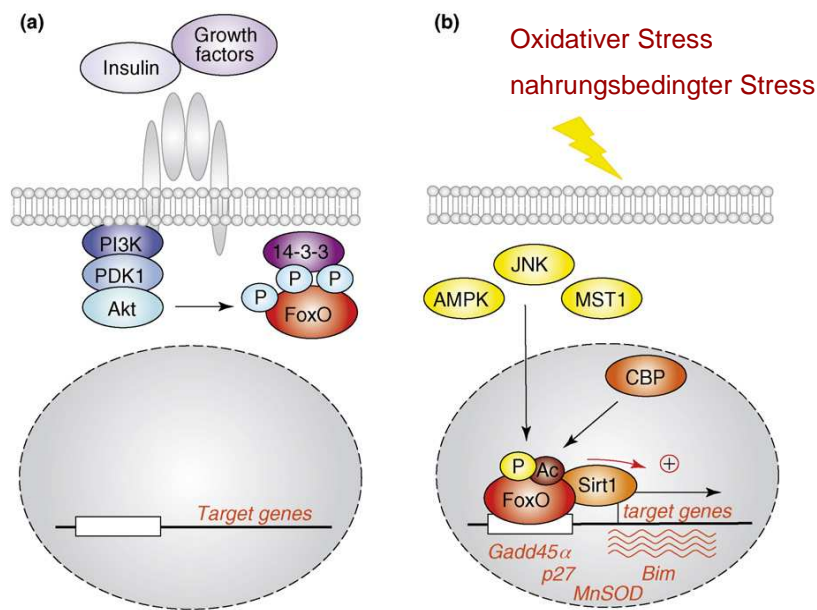 (a)
Growth
factors
Insulin
PI3K
PDK1
Akt
14-3-3
P
P
P
FoxO
Target genes
(b)
Oxidativer Stress
nahrungsbedingter Stress
JNK
AMPK
MST1
CBP
P
Ac
Sirt1
+
FoxO
target genes
Gadd45α
p27
Bim
MnSOD